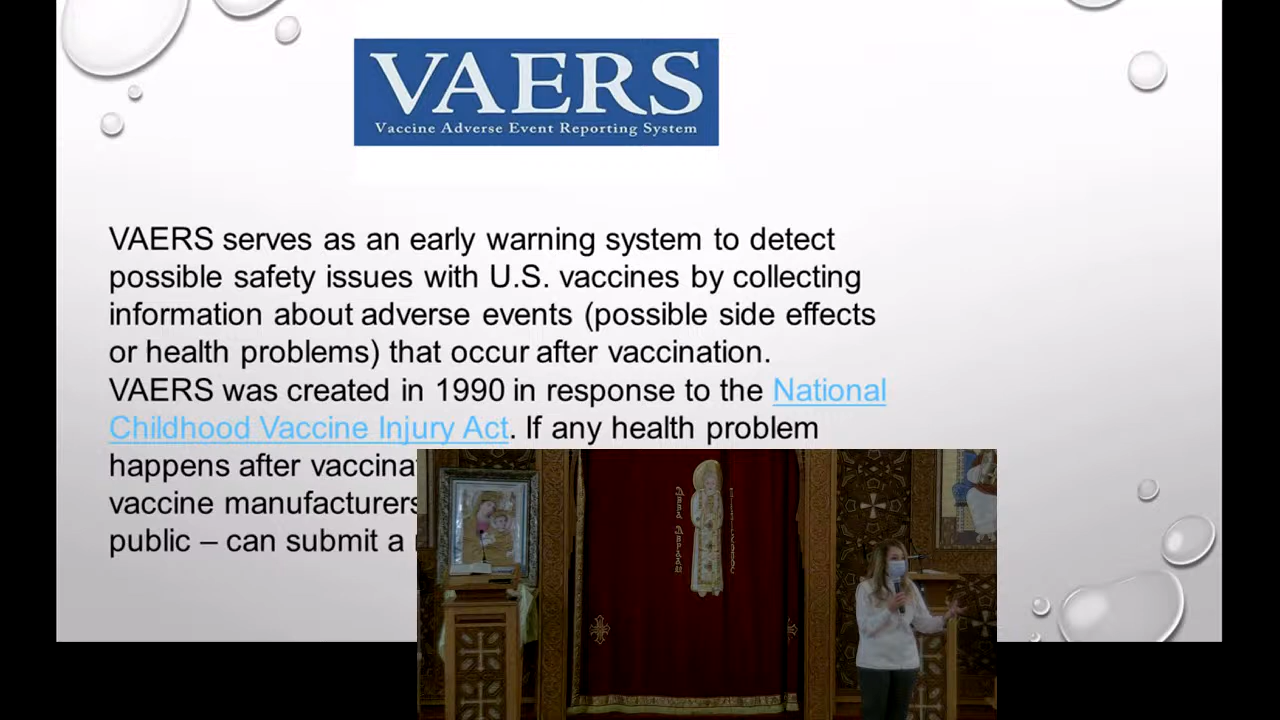 VAERS
Vaccine Adverse Event Reporting System
VAERS serves as an early warning system to detect
possible safety issues with U.S. vaccines by collecting
information about adverse events (possible side effects
or health problems) that occur after vaccination.
VAERS was created in 1990 in response to the National
Childhood Vaccine Injury Act. If any health problem
happens after
vaccine manufacturers
public – can submit a